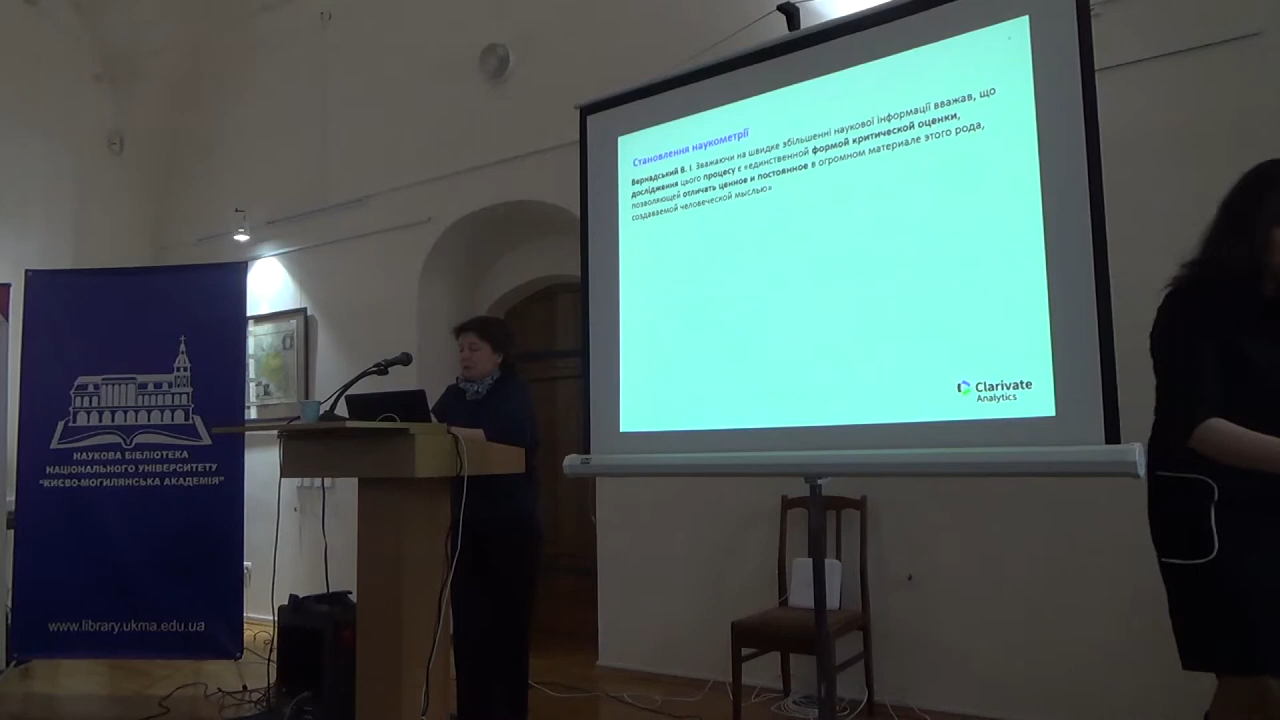 НАУКОВА БІБЛІОТЕКА
НАЦІОНАЛЬНОГО УНІВЕРСИТЕТУ
"КИЄВО-МОГИЛЯНСЬКА АКАДЕМІЯ"
www.library.ukma.edu.ua
Становлення наукометрії
Вернадський В. І Зважаючи на швидке збільшенні наукової інформації вважав, що
дослідження цього процесу є «единственной формой критической оценки,
позволяющей отличать ценное и постоянное в огромном материале этого рода,
создаваемой человеческой мыслью»
Clarivate
Analytics